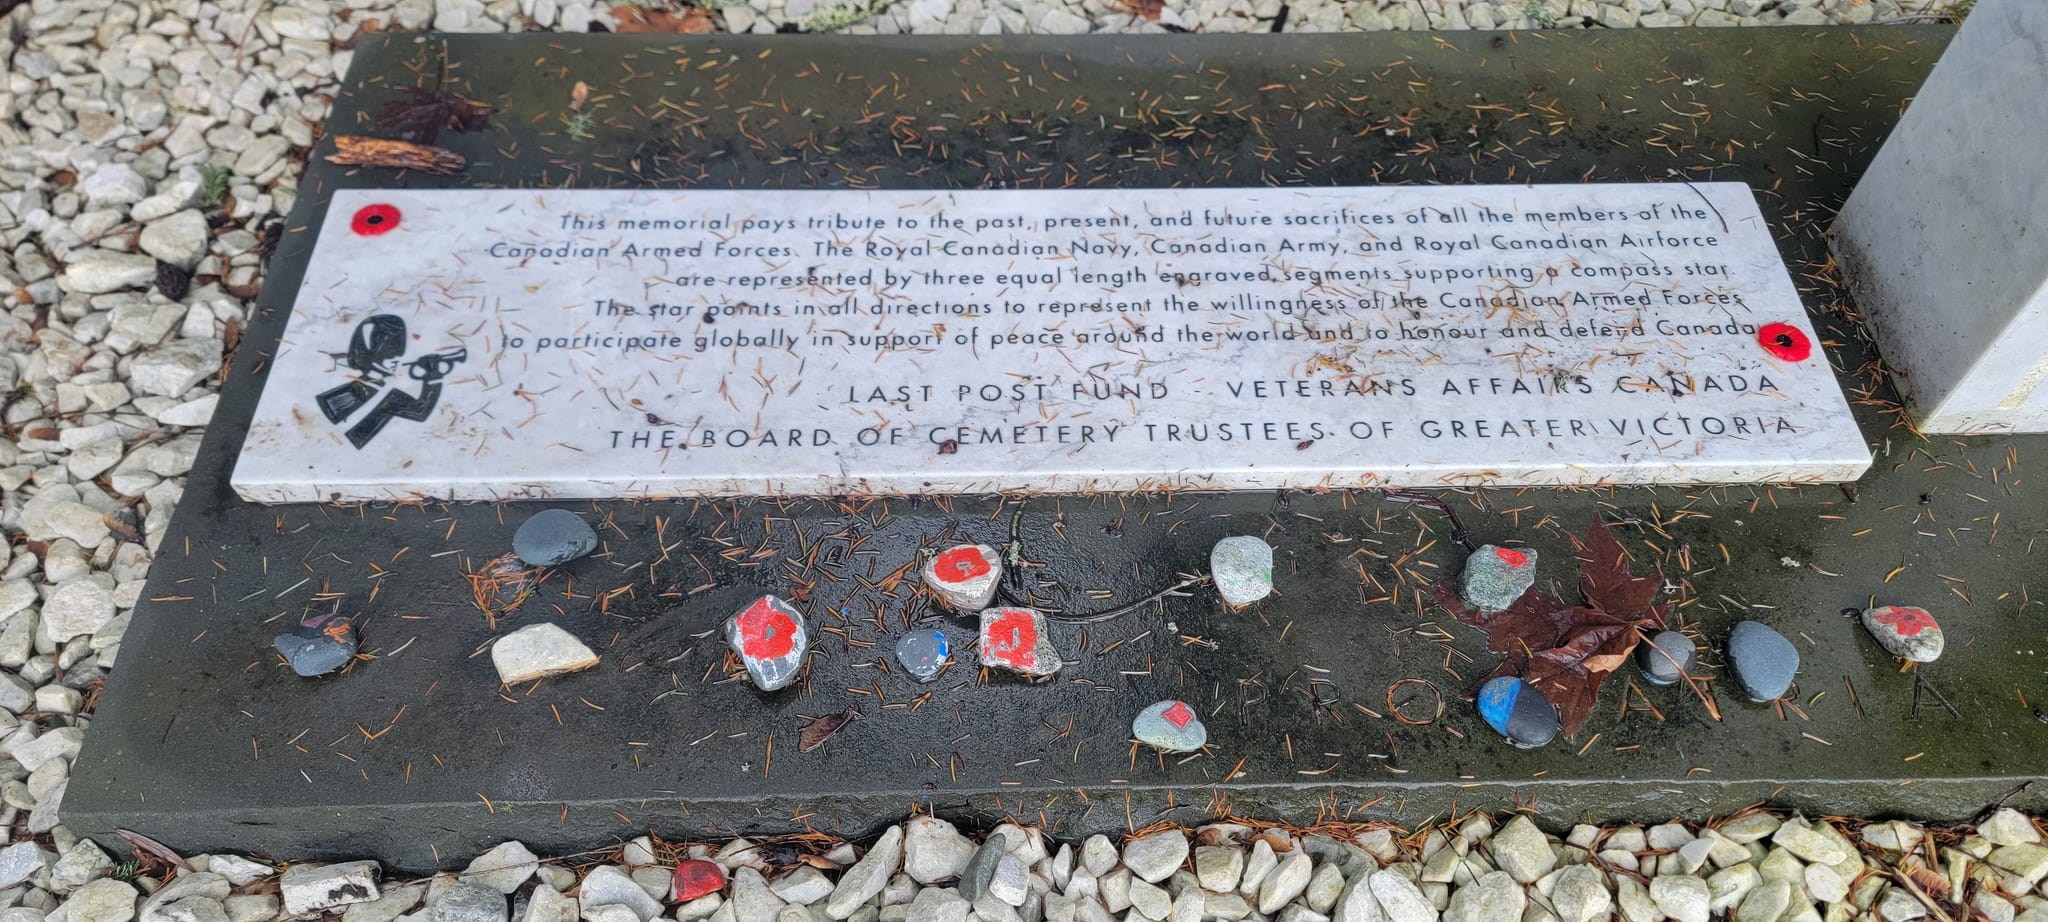 This memorial pays tribute to the past, present, and future sacrifices of all the members of the
Canadian Armed Forces. The Royal Canadian Navy, Canadian Army, and Royal Canadian Airforce
are represented by three equal length engraved segments supporting a compass star.
The star points in all directions to represent the willingness of the Canadian Armed Forces
to participate globally in support of peace around the world and to honour and defend Canada
LAST POST FUND VETERANS AFFAIRS CANADA
THE BOARD OF CEMETERY TRUSTEES OF GREATER VICTORIA
PRO